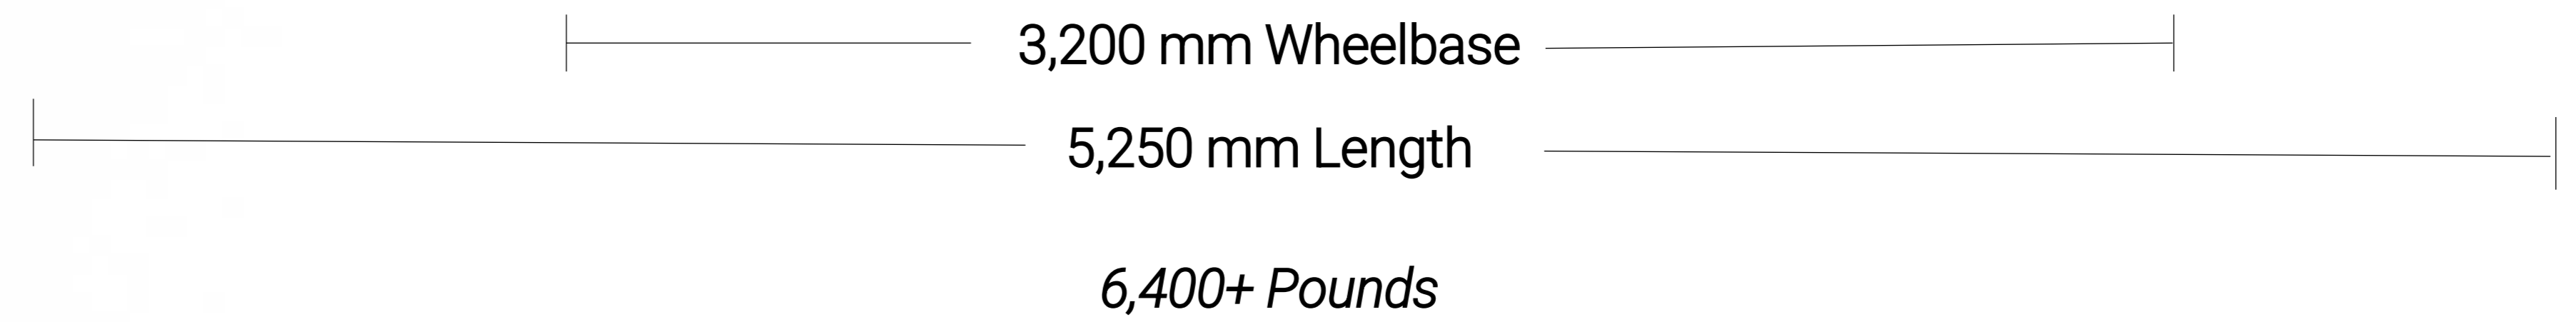 3,200 mm Wheelbase
5,250 mm Length
6,400+ Pounds